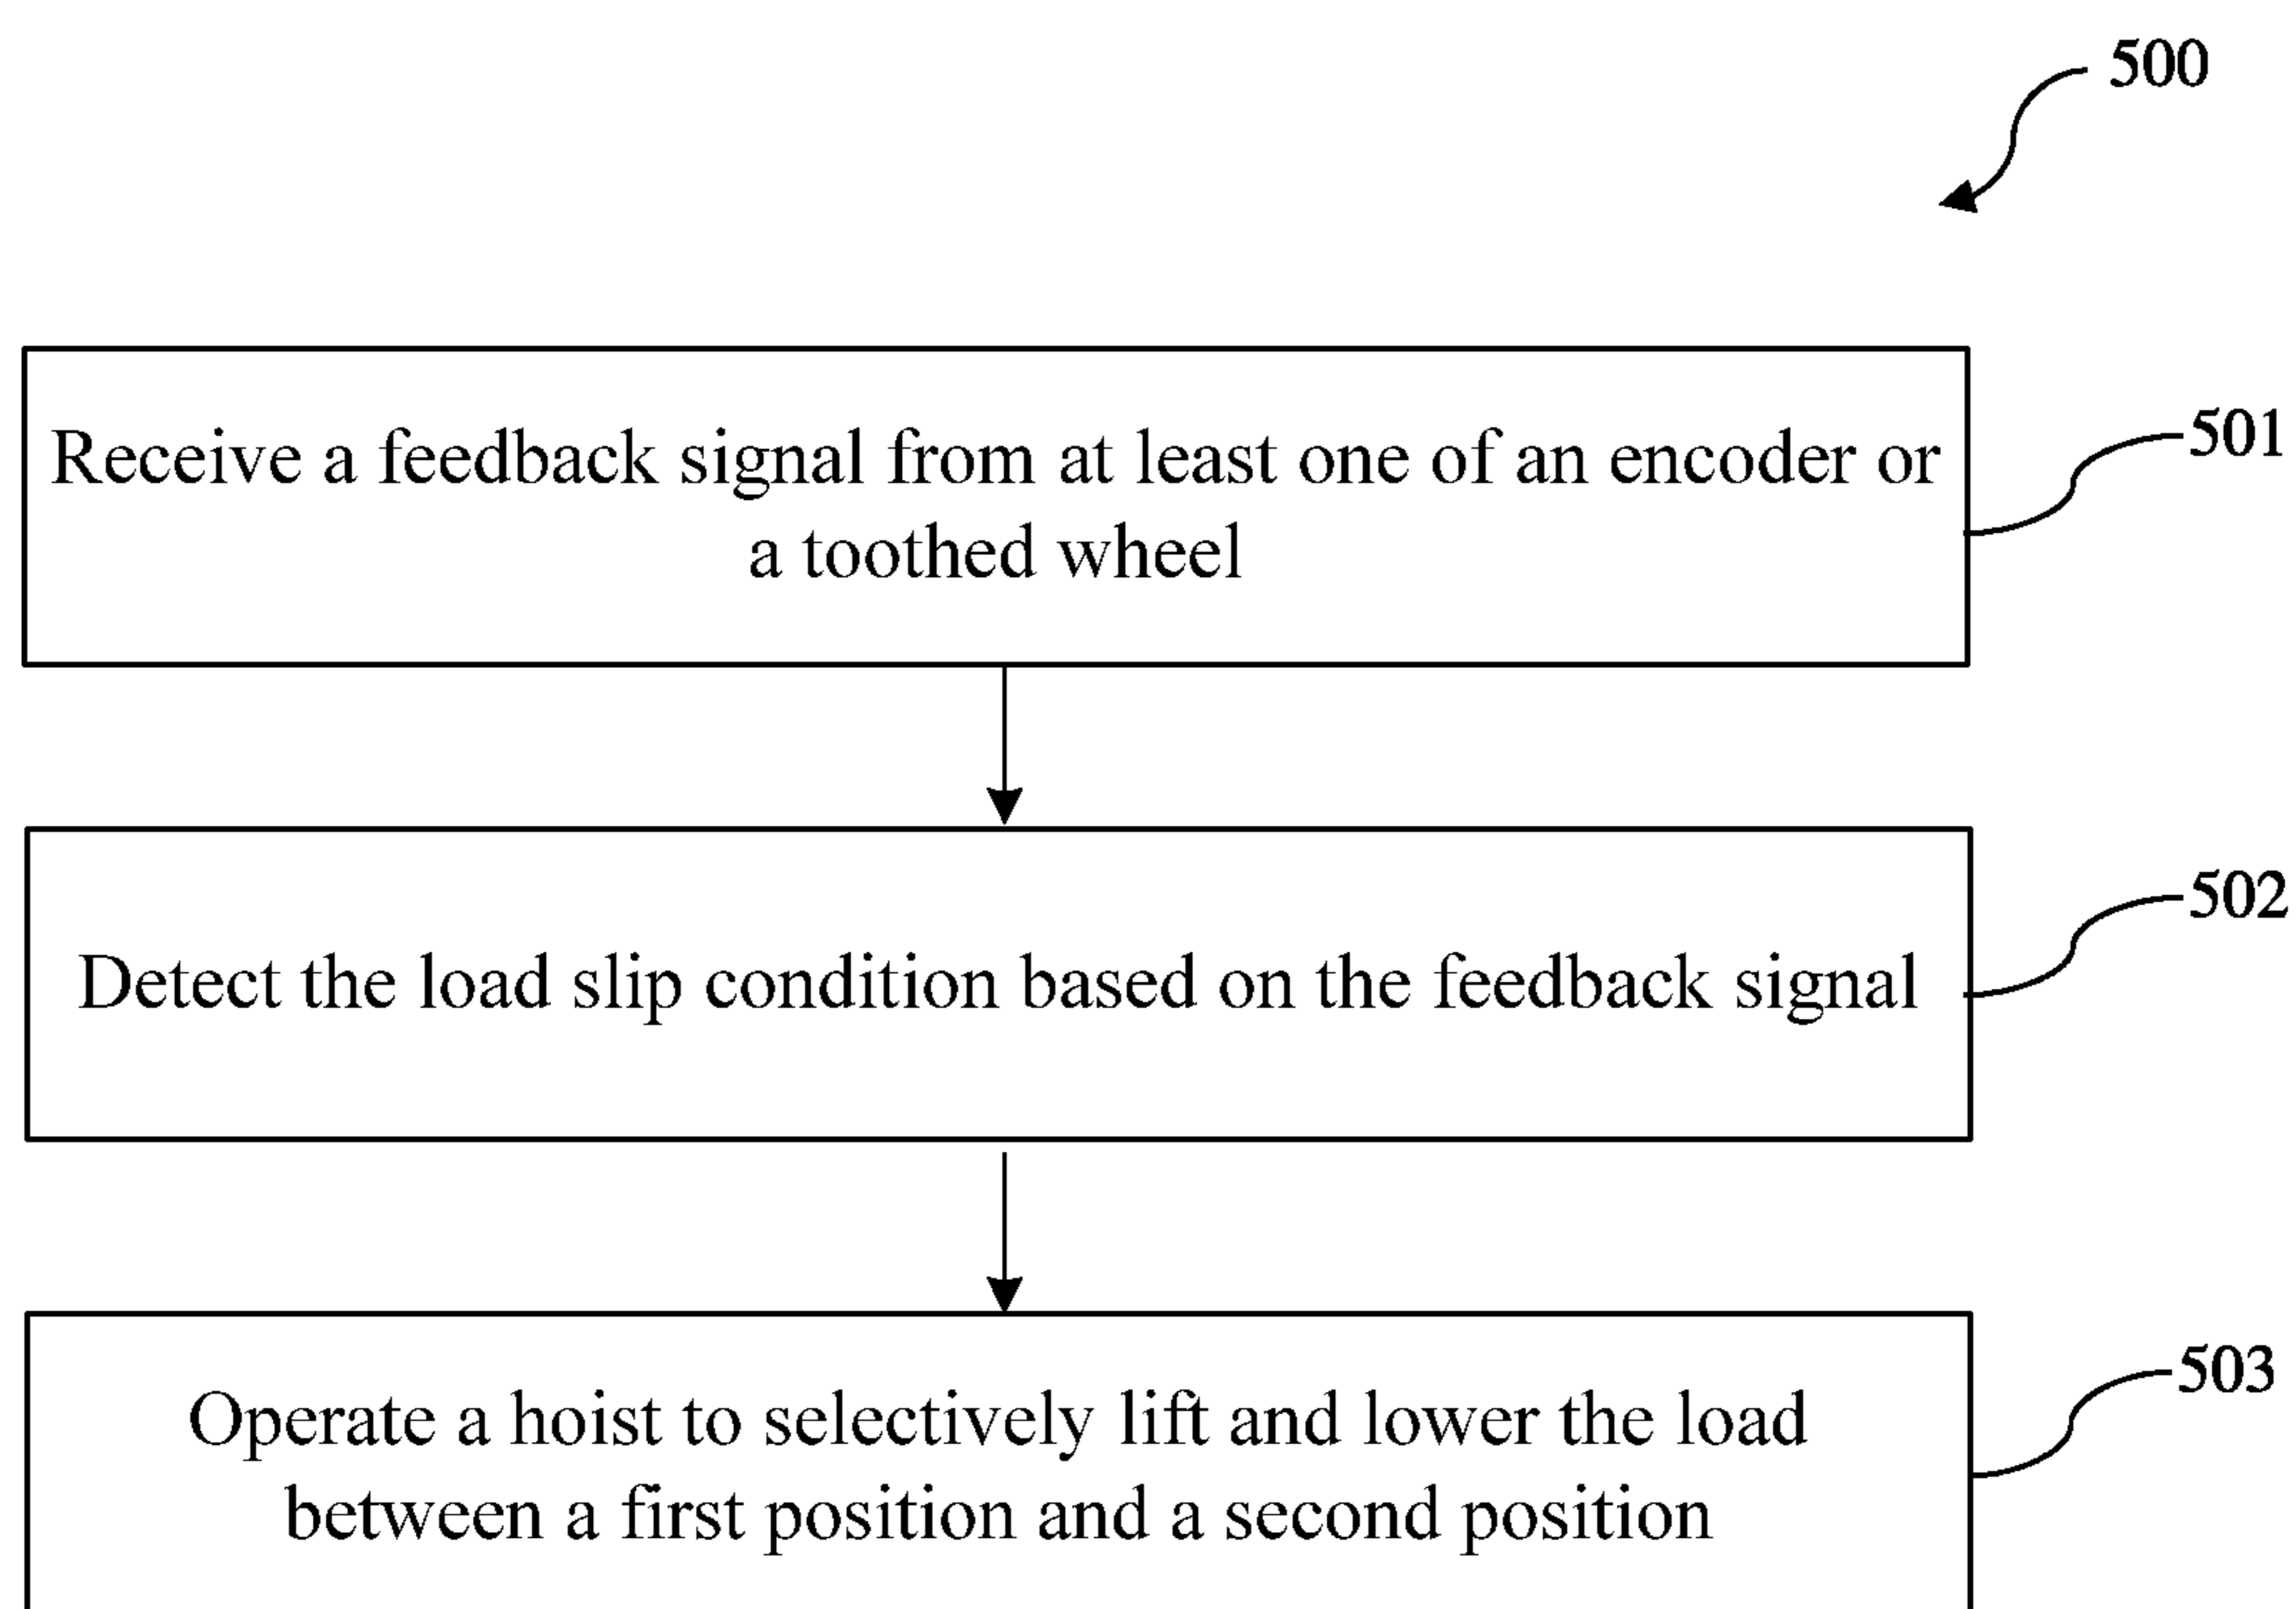 500
Receive a feedback signal from at least one of an encoder or
a toothed wheel
501
Detect the load slip condition based on the feedback signal
502
Operate a hoist to selectively lift and lower the load
between a first position and a second position
503